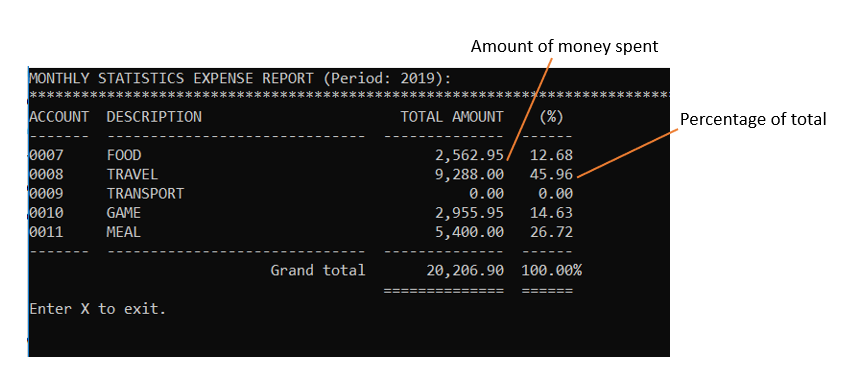 Amount of money spent
MONTHLY STATISTICS EXPENSE REPORT (Period: 2019):
**************************************************************************
ACCOUNT DESCRIPTION TOTAL AMOUNT (%)
------- ------------------------------ -------------- ------
Percentage of total
0007 FOOD 2,562.95 12.68
0008 TRAVEL 9,288.00 45.96
0009 TRANSPORT 0.00 0.00
0010 GAME 2,955.95 14.63
0011 MEAL 5,400.00 26.72
------- ------------------------------ -------------- ------
Grand total 20,206.90 100.00%
============== ======
Enter X to exit.